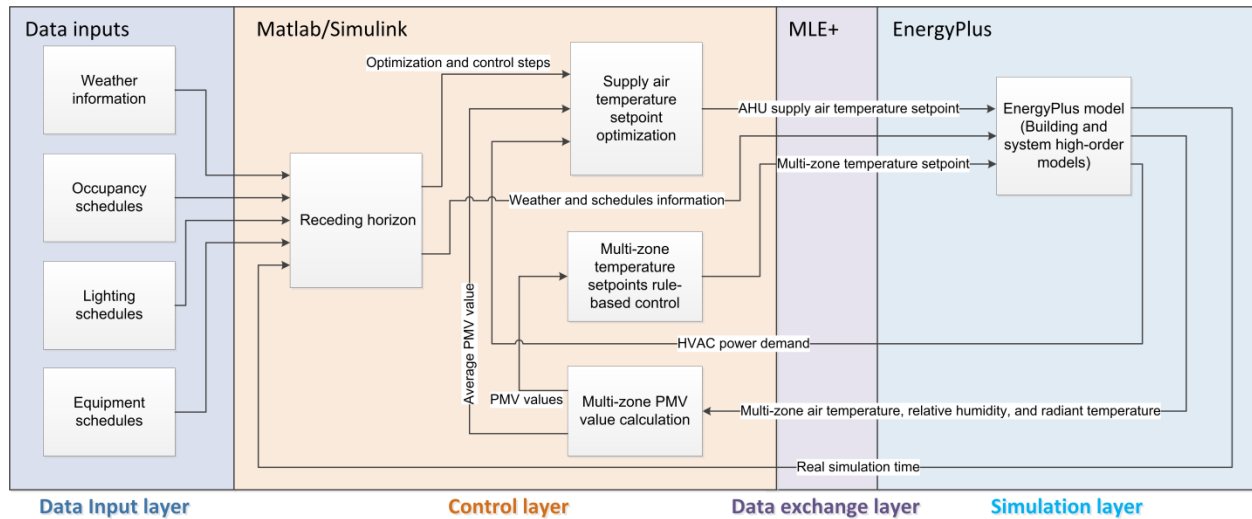 Data inputs
Matlab/Simulink
MLE+
EnergyPlus
Weather
information
Occupancy
schedules
Lighting
schedules
Equipment
schedules
Receding horizon
Optimization and control steps
Supply air
temperature
setpoint
optimization
AHU supply air temperature setpoint
EnergyPlus model
(Building and
system high-order
models)
Multi-zone temperature setpoint
Weather and schedules information
Multi-zone
temperature
setpoints rule-
based control
Average PMV value
HVAC power demand
PMV values
Multi-zone PMV
value calculation
Multi-zone air temperature, relative humidity, and radiant temperature
Real simulation time
Data Input layer
Control layer
Data exchange layer
Simulation layer